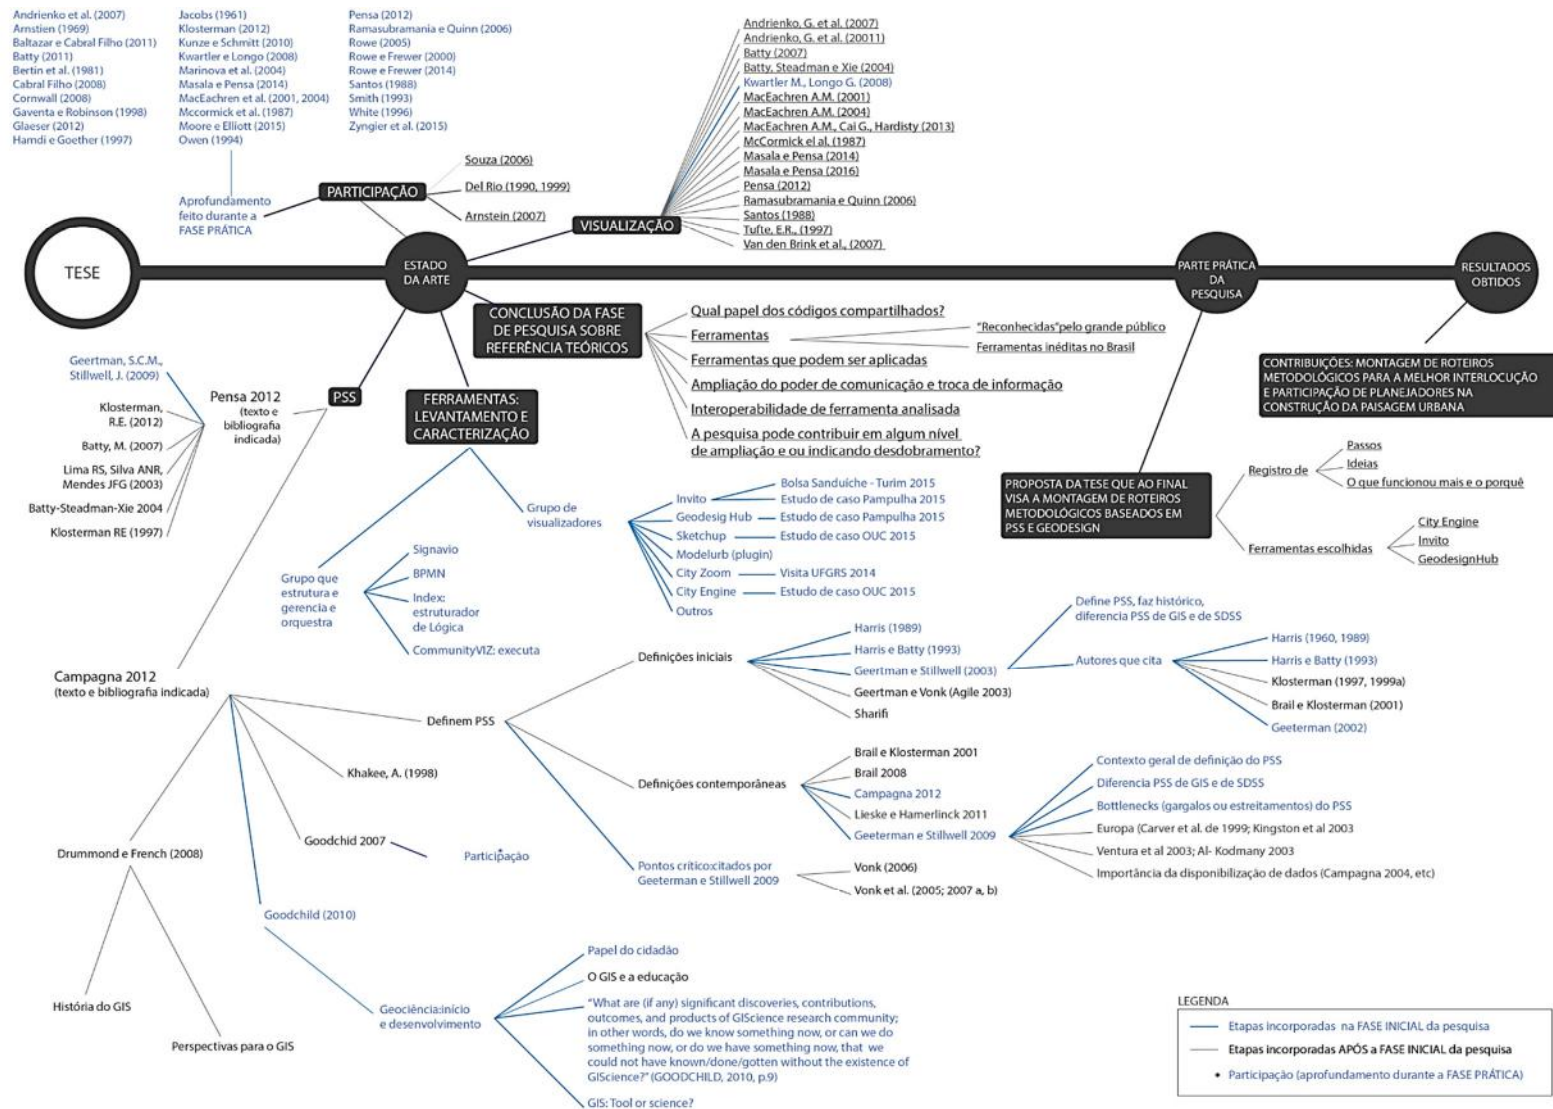 Andrienko et al. (2007)
Arnstien (1969)
Baltazar e Cabral Filho (2011)
Batty (2011)
Bertin et al. (1981)
Cabral Filho (2008)
Cornwall (2008)
Gaventa e Robinson (1998)
Glaeser (2012)
Hamdi e Goether (1997)
Jacobs (1961)
Klosterman (2012)
Kunze e Schmitt (2010)
Kwartler e Longo (2008)
Marinova et al. (2004)
Masala e Pensa (2014)
MacEachren et al. (2001, 2004)
Mccormick et al. (1987)
Moore e Elliott (2015)
Owen (1994)
Pensa (2012)
Ramasubramania e Quinn (2006)
Rowe (2005)
Rowe e Frewer (2000)
Rowe e Frewer (2014)
Santos (1988)
Smith (1993)
White (1996)
Zyngier et al. (2015)
Aprofundamento
feito durante a
FASE PRÁTICA
PARTICIPAÇÃO
Souza (2006)
Del Rio (1990, 1999)
Arnstein (2007)
VISUALIZAÇÃO
Andrienko, G. et al. (2007)
Andrienko, G. et al. (20011)
Batty (2007)
Batty, Steadman e Xie (2004)
Kwartler M., Longo G. (2008)
MacEachren A.M. (2001)
MacEachren A.M. (2004)
MacEachren A.M., Cai G., Hardisty (2013)
McCormick el al. (1987)
Masala e Pensa (2014)
Masala e Pensa (2016)
Pensa (2012)
Ramasubramania e Quinn (2006)
Santos (1988)
Tufte, E.R., (1997)
Van den Brink et al., (2007)
TESE
ESTADO
DA ARTE
PARTE PRÁTICA
DA
PESQUISA
RESULTADOS
OBTIDOS
CONCLUSÃO DA FASE
DE PESQUISA SOBRE
REFERÊNCIA TEÓRICOS
Qual papel dos códigos compartilhados?
Ferramentas
"Reconhecidas"pelo grande público
Ferramentas inéditas no Brasil
Ferramentas que podem ser aplicadas
Ampliação do poder de comunicação e troca de informação
Interoperabilidade de ferramenta analisada
A pesquisa pode contribuir em algum nível
de ampliação e ou indicando desdobramento?
CONTRIBUIÇÕES: MONTAGEM DE ROTEIROS
METODOLÓGICOS PARA A MELHOR INTERLOCUÇÃO
E PARTICIPAÇÃO DE PLANEJADORES NA
CONSTRUÇÃO DA PAISAGEM URBANA
PSS
Pensa 2012
(texto e
bibliografia
indicada)
Geertman, S.C.M.,
Stillwell, J. (2009)
Klosterman,
R.E. (2012)
Batty, M. (2007)
Lima RS, Silva ANR,
Mendes JFG (2003)
Batty-Steadman-Xie 2004
Klosterman RE (1997)
FERRAMENTAS:
LEVANTAMENTO E
CARACTERIZAÇÃO
Grupo de
visualizadores
Invito
Bolsa Sanduíche - Turim 2015
Estudo de caso Pampulha 2015
Geodesig Hub
Estudo de caso Pampulha 2015
Sketchup
Estudo de caso OUC 2015
Modelurb (plugin)
City Zoom
Visita UFGRS 2014
City Engine
Estudo de caso OUC 2015
Outros
Grupo que
estrutura e
gerencia e
orquestra
Signavio
BPMN
Index:
estruturador
de Lógica
CommunityVIZ: executa
PROPOSTA DA TESE QUE AO FINAL
VISA A MONTAGEM DE ROTEIROS
METODOLÓGICOS BASEADOS EM
PSS E GEODESIGN
Registro de
Passos
Ideias
O que funcionou mais e o porquê
Ferramentas escolhidas
City Engine
Invito
GeodesignHub
Campagna 2012
(texto e bibliografia indicada)
Definem PSS
Definições iniciais
Harris (1989)
Harris e Batty (1993)
Geertman e Stillwell (2003)
Geertman e Vonk (Agile 2003)
Sharifi
Define PSS, faz histórico,
diferencia PSS de GIS e de SDSS
Autores que cita
Harris (1960, 1989)
Harris e Batty (1993)
Klosterman (1997, 1999a)
Brail e Klosterman (2001)
Geeterman (2002)
Definições contemporâneas
Brail e Klosterman 2001
Brail 2008
Campagna 2012
Lieske e Hamerlinck 2011
Geeterman e Stillwell 2009
Contexto geral de definição do PSS
Diferencia PSS de GIS e de SDSS
Bottlenecks (gargalos ou estreitamentos) do PSS
Europa (Carver et al. de 1999; Kingston et al 2003
Ventura et al 2003; Al- Kodmany 2003
Importância da disponibilização de dados (Campagna 2004, etc)
Pontos crítico:citados por
Geeterman e Stillwell 2009
Vonk (2006)
Vonk et al. (2005; 2007 a, b)
Khakee, A. (1998)
Goodchid 2007
Participação
Drummond e French (2008)
História do GIS
Perspectivas para o GIS
Goodchild (2010)
Geociência:início
e desenvolvimento
Papel do cidadão
O GIS e a educação
"What are (if any) significant discoveries, contributions,
outcomes, and products of GIScience research community;
in other words, do we know something now, or can we do
something now, or do we have something now, that we
could not have known/done/gotten without the existence of
GIScience?" (GOODCHILD, 2010, p.9)
GIS: Tool or science?
LEGENDA
Etapas incorporadas na FASE INICIAL da pesquisa
Etapas incorporadas APÓS a FASE INICIAL da pesquisa
• Participação (aprofundamento durante a FASE PRÁTICA)